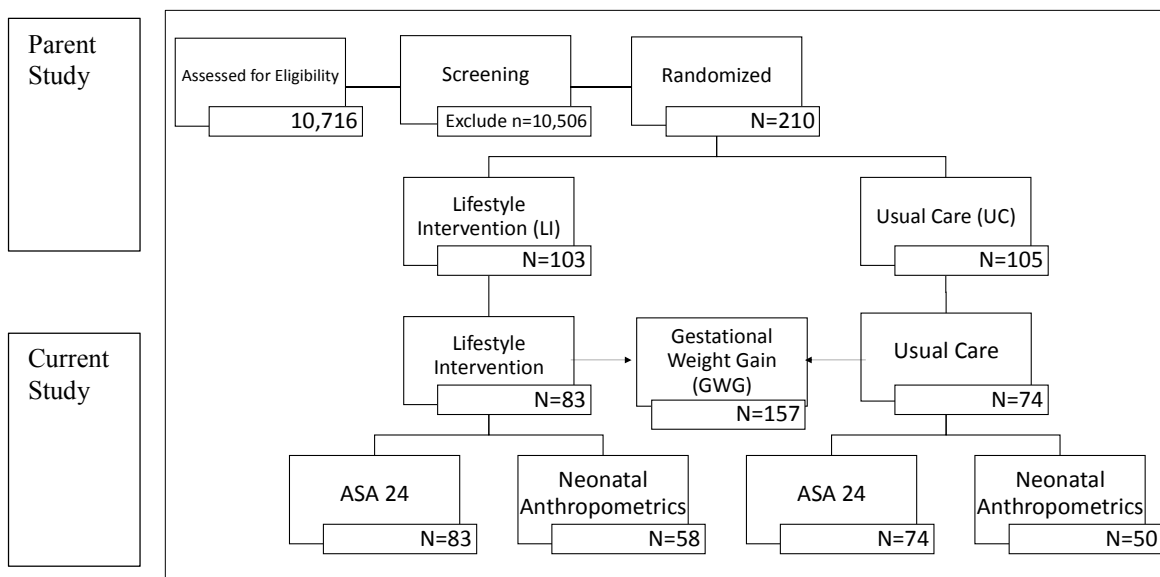 Parent
Study
Assessed for Eligibility
10,716
Screening
Exclude n=10,506
Randomized
N=210
Lifestyle
Intervention (LI)
N=103
Usual Care (UC)
N=105
Current
Study
Lifestyle
Intervention
N=83
Gestational
Weight Gain
(GWG)
N=157
Usual Care
N=74
ASA 24
N=83
Neonatal
Anthropometrics
N=58
ASA 24
N=74
Neonatal
Anthropometrics
N=50